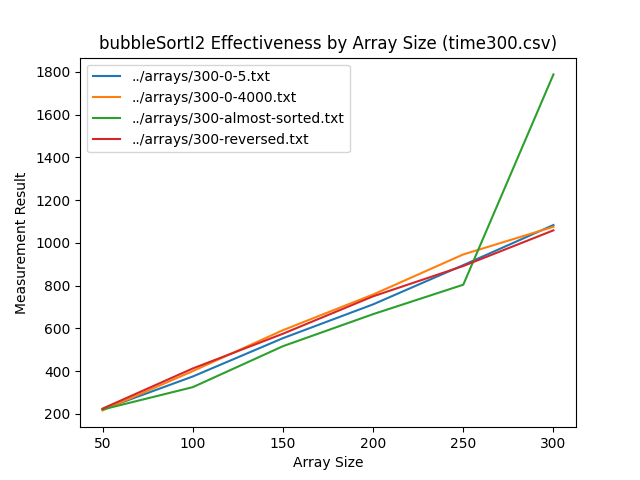 bubbleSortI2 Effectiveness by Array Size (time300.csv)
../arrays/300-0-5.txt
../arrays/300-0-4000.txt
../arrays/300-almost-sorted.txt
../arrays/300-reversed.txt
Measurement Result
1800
1600
1400
1200
1000
800
600
400
200
50 100 150 200 250 300
Array Size